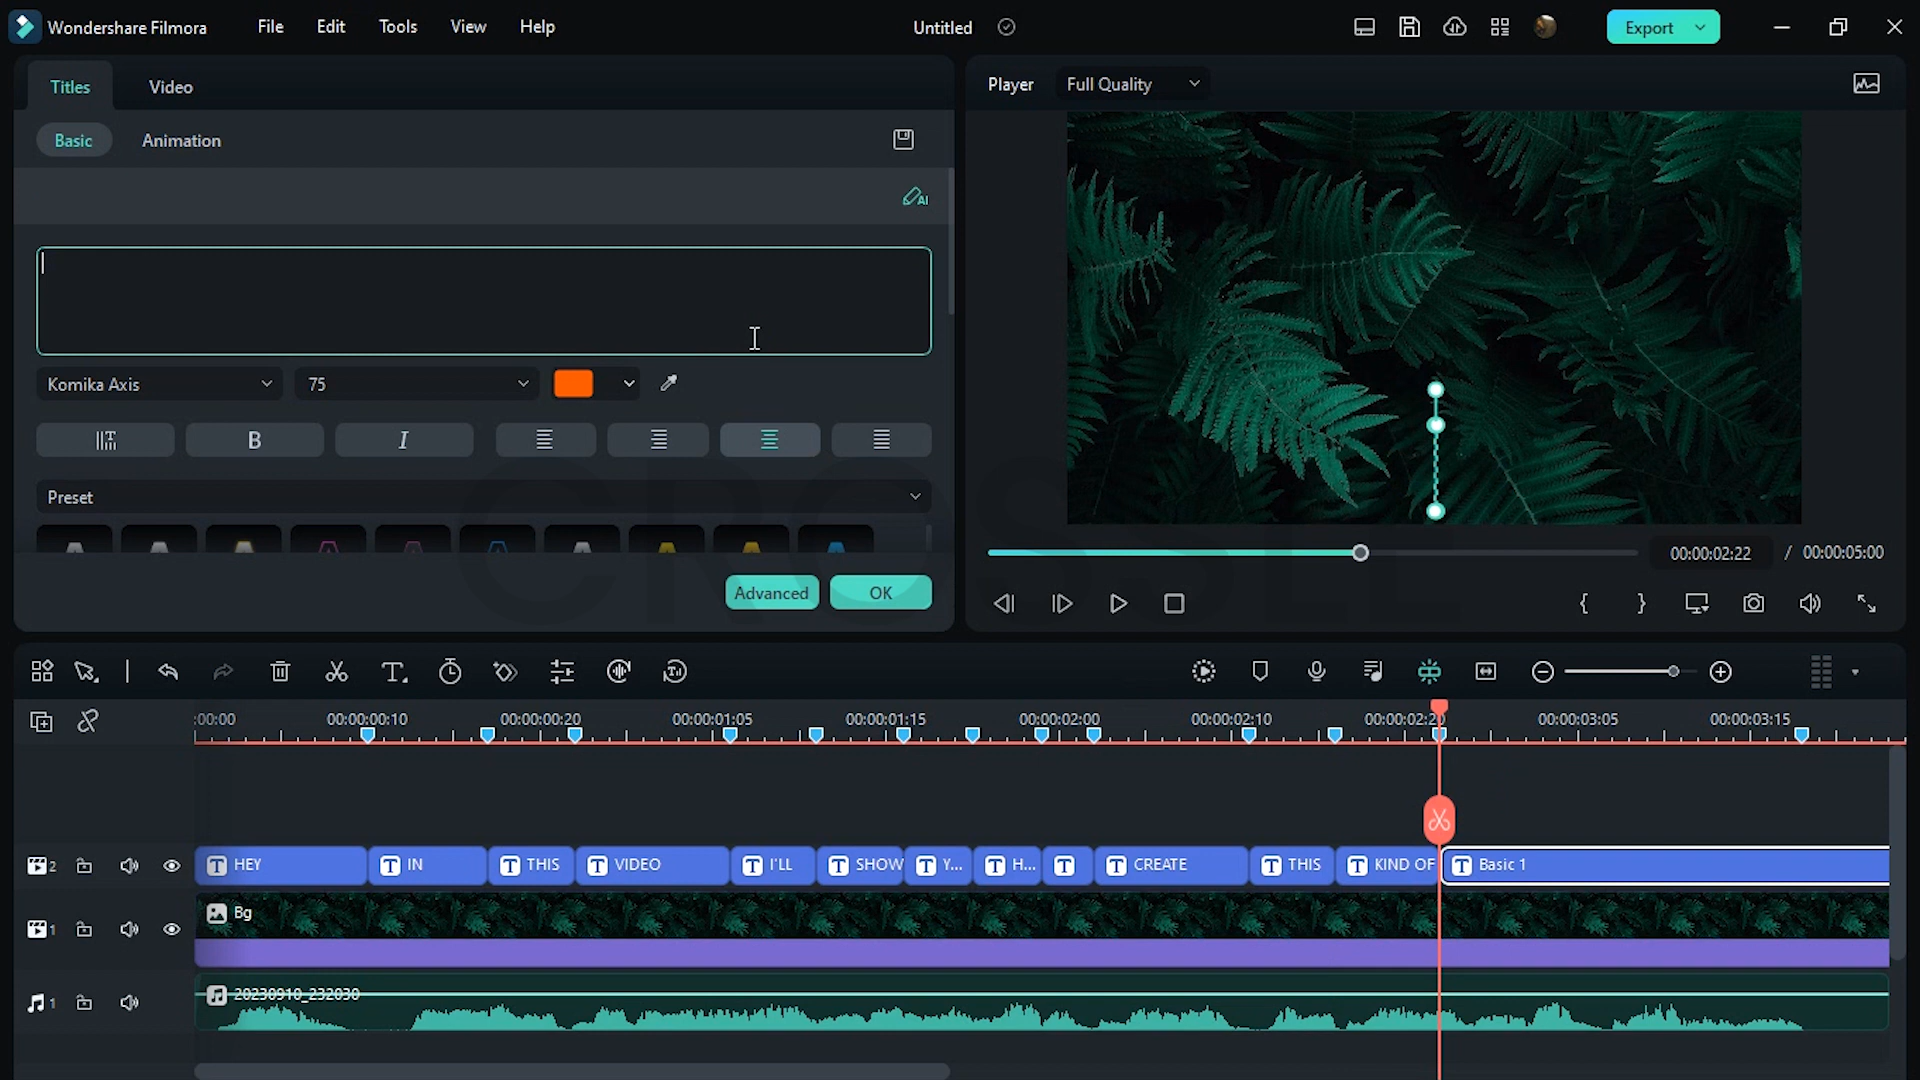 Wondershare Filmora
File
Edit
Tools
View
Help
Untitled
Export
Titles
Video
Player
Full Quality
Basic
Animation
AI
Komika Axis
75
B
I
Preset
Advanced
OK
00:00:02:22 / 00:00:05:00
:00:00
00:00:00:10
00:00:00:20
00:00:01:05
00:00:01:15
00:00:02:00
00:00:02:10
00:00:02:20
00:00:03:05
00:00:03:15
2
HEY
IN
THIS
VIDEO
I'LL
SHOW
Y...
H...
CREATE
THIS
KIND OF
Basic 1
1
Bg
1
20230910_232030